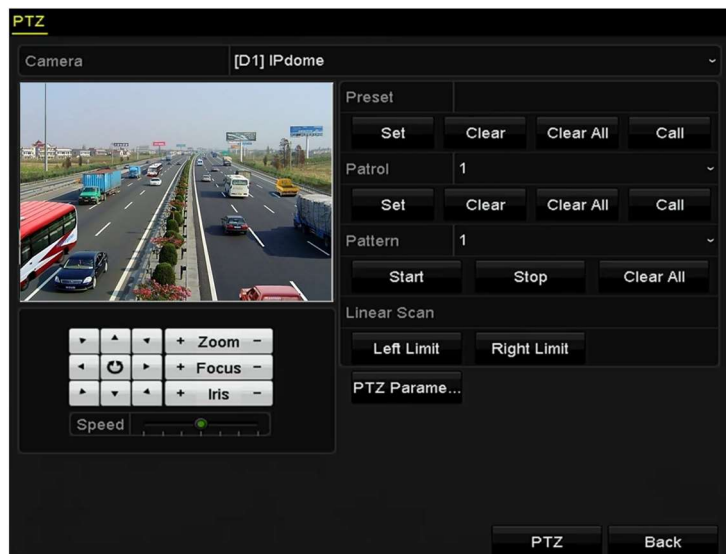 PTZ
Camera [D1] IPdome
Preset
Set Clear Clear All Call
Patrol 1
Set Clear Clear All Call
Pattern 1
Start Stop Clear All
Linear Scan
Left Limit Right Limit
PTZ Parame...
+ Zoom -
+ Focus -
+ Iris -
Speed
PTZ Back